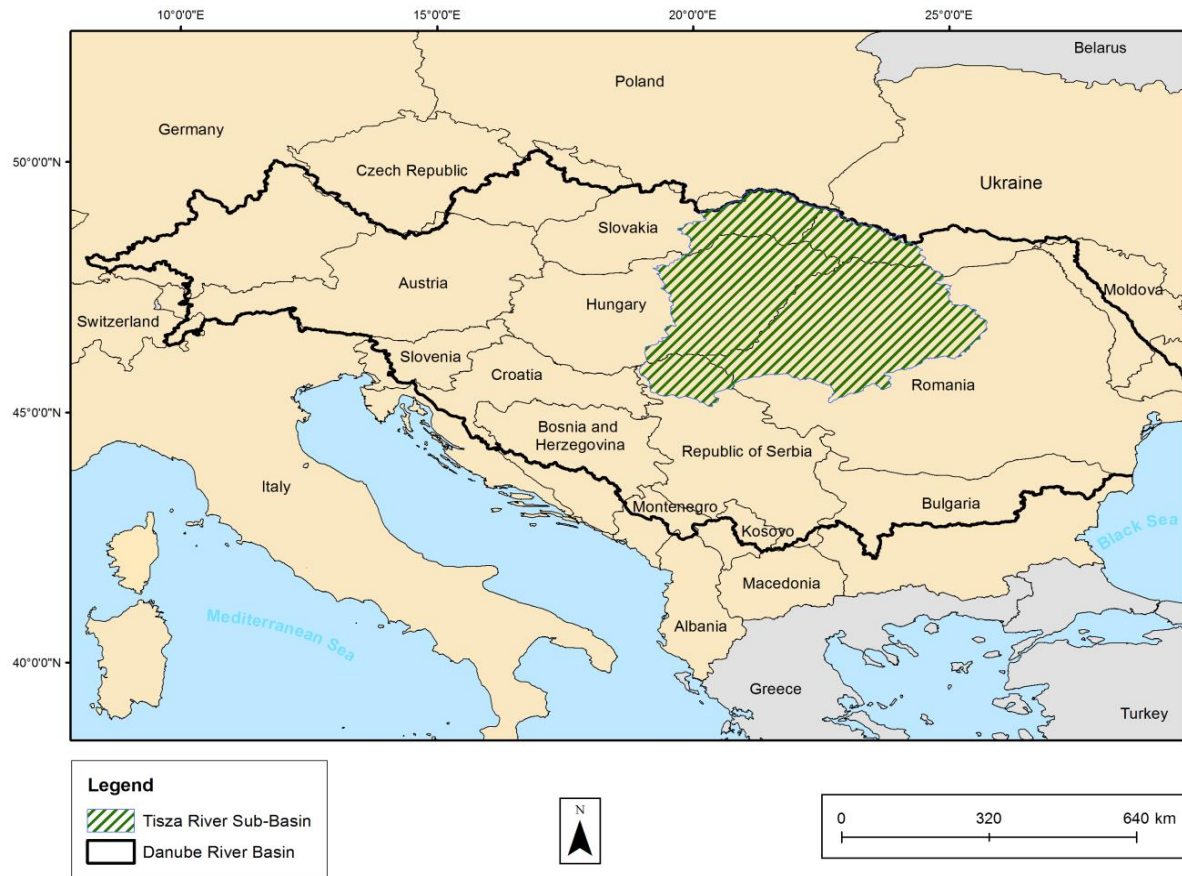 10°0'0"E
15°0'0"E
20°0'0"E
25°0'0"E
Belarus
Poland
Germany
50°0'0"N
Czech Republic
Ukraine
Slovakia
Austria
Hungary
Moldova
Switzerland
Slovenia
Croatia
Romania
45°0'0"N
Bosnia and
Herzegovina
Republic of Serbia
Italy
Montenegro
Bulgaria
Kosovo
Black Sea
Macedonia
Mediterranean Sea
Albania
40°0'0"N
Greece
Turkey
Legend
Tisza River Sub-Basin
Danube River Basin
N
0 320 640 km